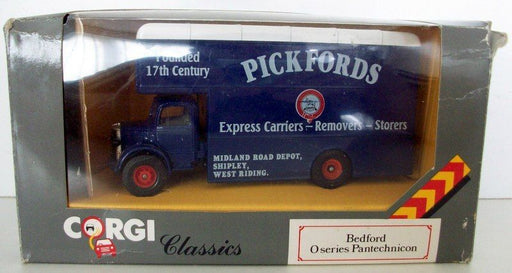 Founded
17th Century
PICKFORDS
Express Carriers - Removers - Storers
MIDLAND ROAD DEPOT,
SHIPLEY,
WEST RIDING.
CORGI
Classics
Bedford
O series Pantechnicon